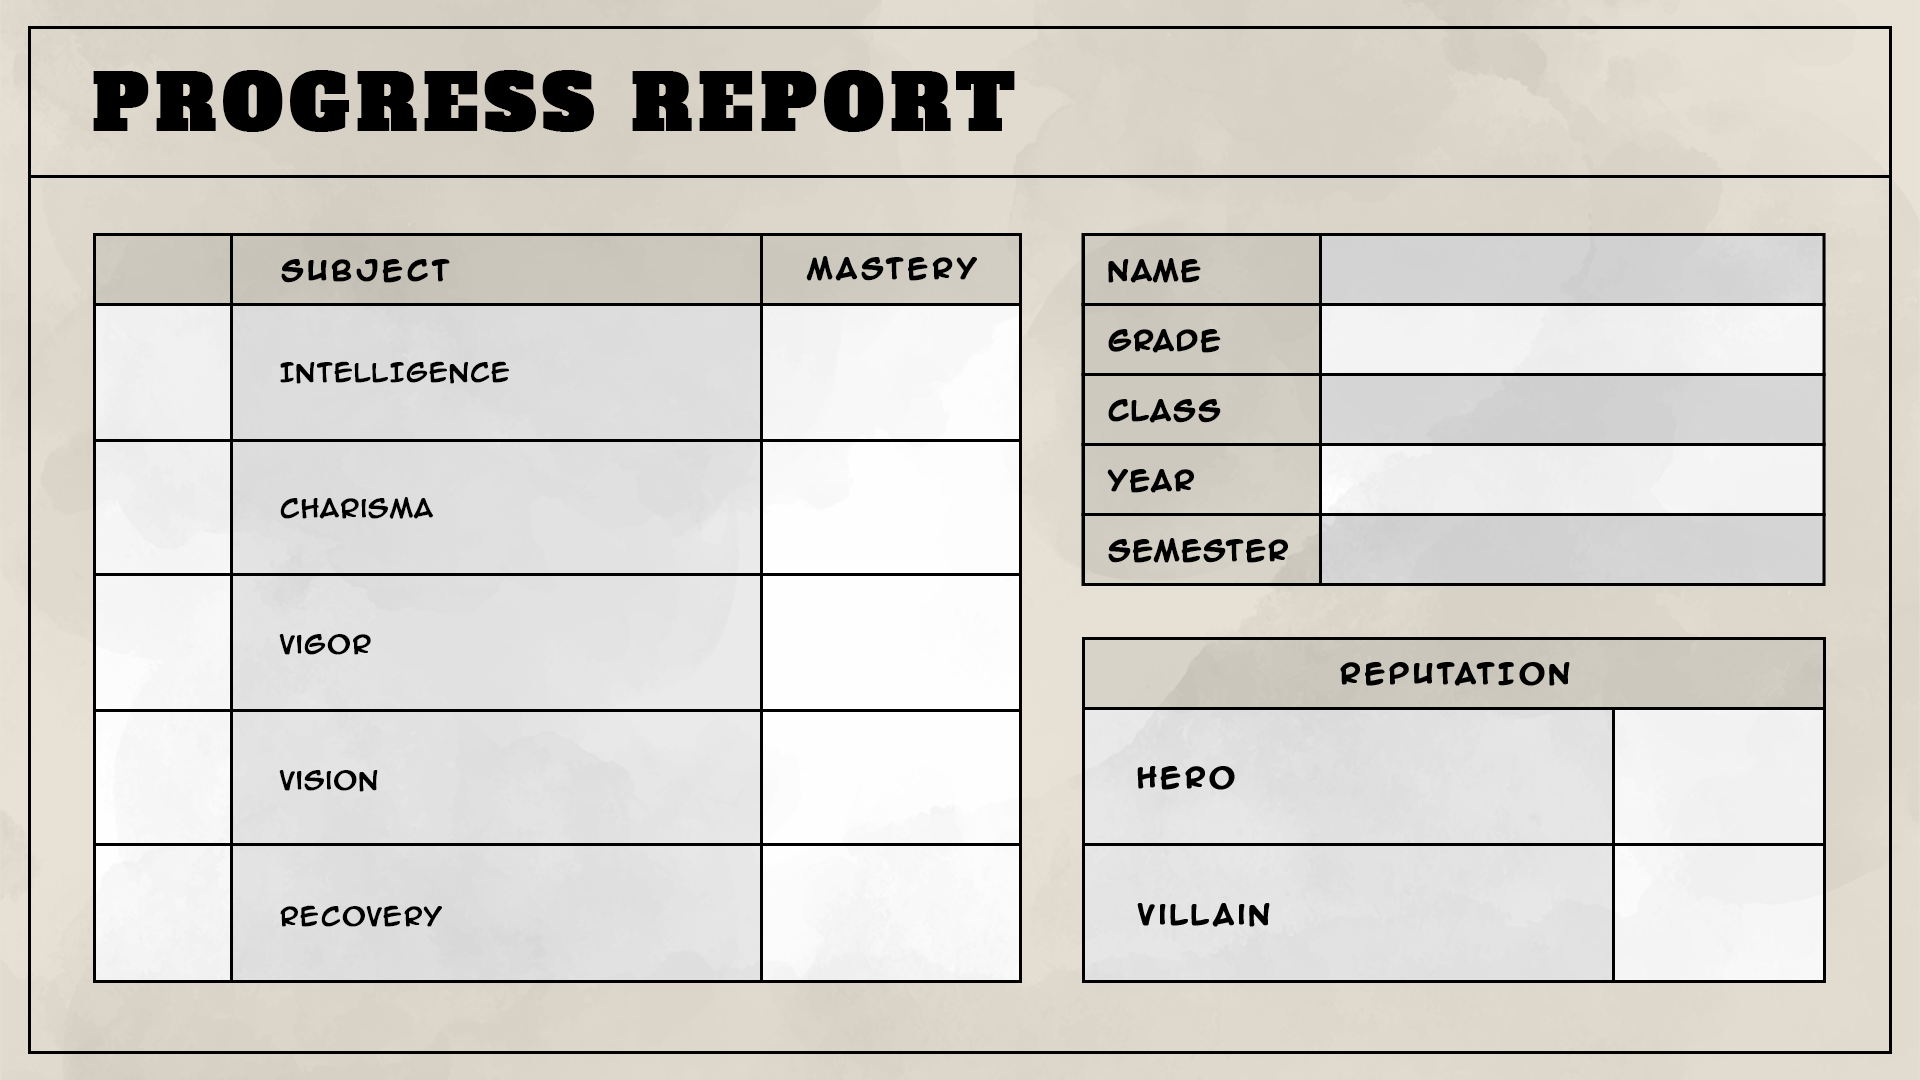 PROGRESS REPORT
SUBJECT MASTERY
INTELLIGENCE
CHARISMA
VIGOR
VISION
RECOVERY
NAME
GRADE
CLASS
YEAR
SEMESTER
REPUTATION
HERO
VILLAIN